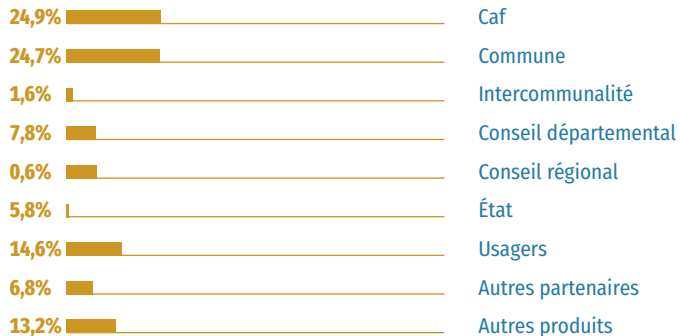 24,9% Caf
24,7% Commune
1,6% Intercommunalité
7,8% Conseil départemental
0,6% Conseil régional
5,8% État
14,6% Usagers
6,8% Autres partenaires
13,2% Autres produits